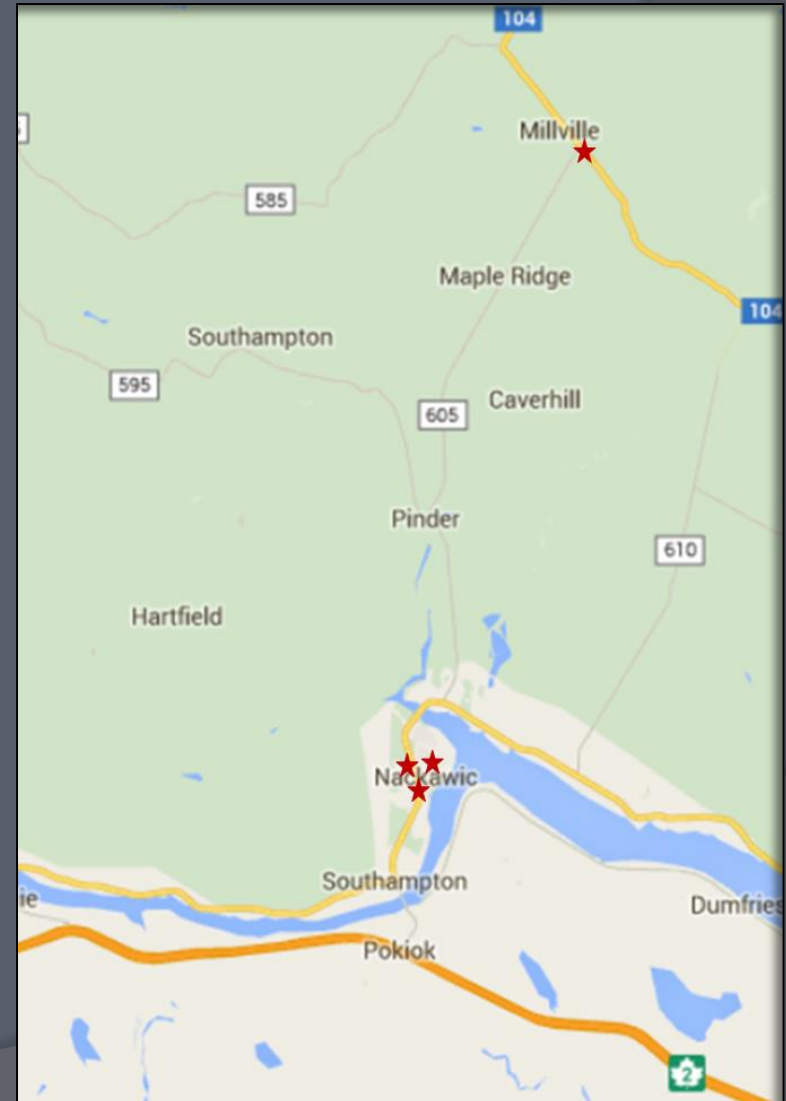 104
Millville
585
Maple Ridge
104
Southampton
595
Caverhill
605
Pinder
610
Hartfield
Nackawic
Southampton
Dumfries
Pokiok
2